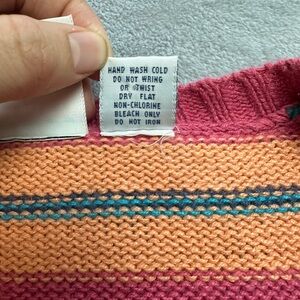 HAND WASH COLD
DO NOT WRING
OR TWIST
DRY FLAT
NON-CHLORINE
BLEACH ONLY
DO NOT IRON